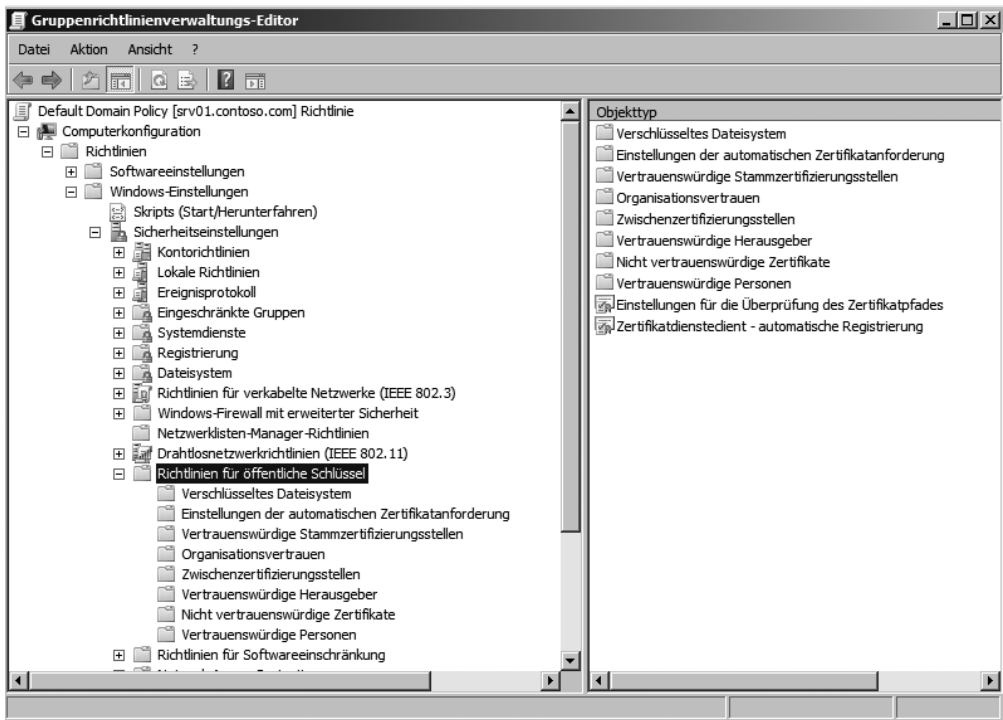 Gruppenrichtlinienverwaltungs-Editor
Datei Aktion Ansicht ?
Default Domain Policy [srv01.contoso.com] Richtlinie
Computerkonfiguration
Richtlinien
Softwareeinstellungen
Windows-Einstellungen
Skripts (Start/Herunterfahren)
Sicherheitseinstellungen
Kontorichtlinien
Lokale Richtlinien
Ereignisprotokoll
Eingeschränkte Gruppen
Systemdienste
Registrierung
Dateisystem
Richtlinien für verkabelte Netzwerke (IEEE 802.3)
Windows-Firewall mit erweiterter Sicherheit
Netzwerklisten-Manager-Richtlinien
Drahtlosnetzwerkrichtlinien (IEEE 802.11)
Richtlinien für öffentliche Schlüssel
Verschlüsseltes Dateisystem
Einstellungen der automatischen Zertifikatanforderung
Vertrauenswürdige Stammzertifizierungsstellen
Organisationsvertrauen
Zwischenzertifizierungsstellen
Vertrauenswürdige Herausgeber
Nicht vertrauenswürdige Zertifikate
Vertrauenswürdige Personen
Richtlinien für Softwareeinschränkung
Objekttyp
Verschlüsseltes Dateisystem
Einstellungen der automatischen Zertifikatanforderung
Vertrauenswürdige Stammzertifizierungsstellen
Organisationsvertrauen
Zwischenzertifizierungsstellen
Vertrauenswürdige Herausgeber
Nicht vertrauenswürdige Zertifikate
Vertrauenswürdige Personen
Einstellungen für die Überprüfung des Zertifikatpfades
Zertifikatdienstclient - automatische Registrierung